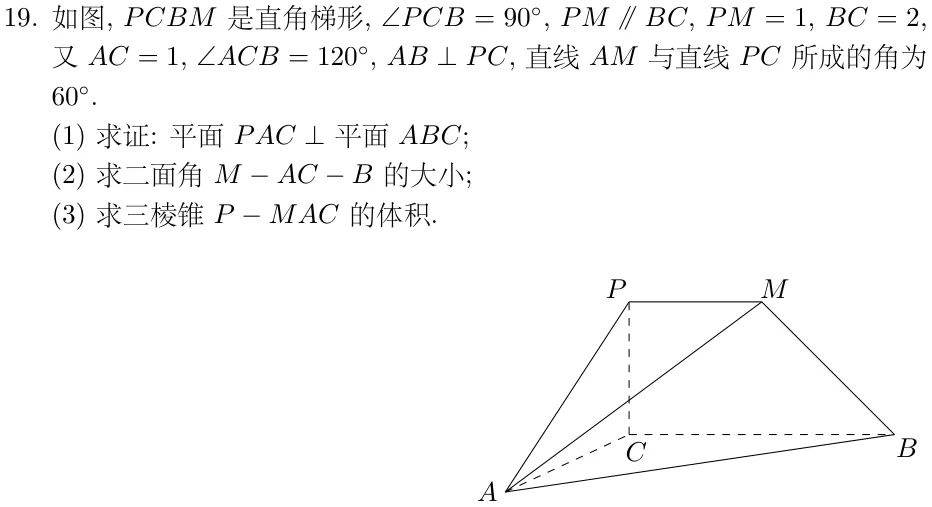 19. 如图, PCBM 是直角梯形, ∠PCB = 90°, PM ∥ BC, PM = 1, BC = 2,
又 AC = 1, ∠ACB = 120°, AB ⊥ PC, 直线 AM 与直线 PC 所成的角为
60°.
(1) 求证: 平面 PAC ⊥ 平面 ABC;
(2) 求二面角 M − AC − B 的大小;
(3) 求三棱锥 P − MAC 的体积.
P M
C B
A